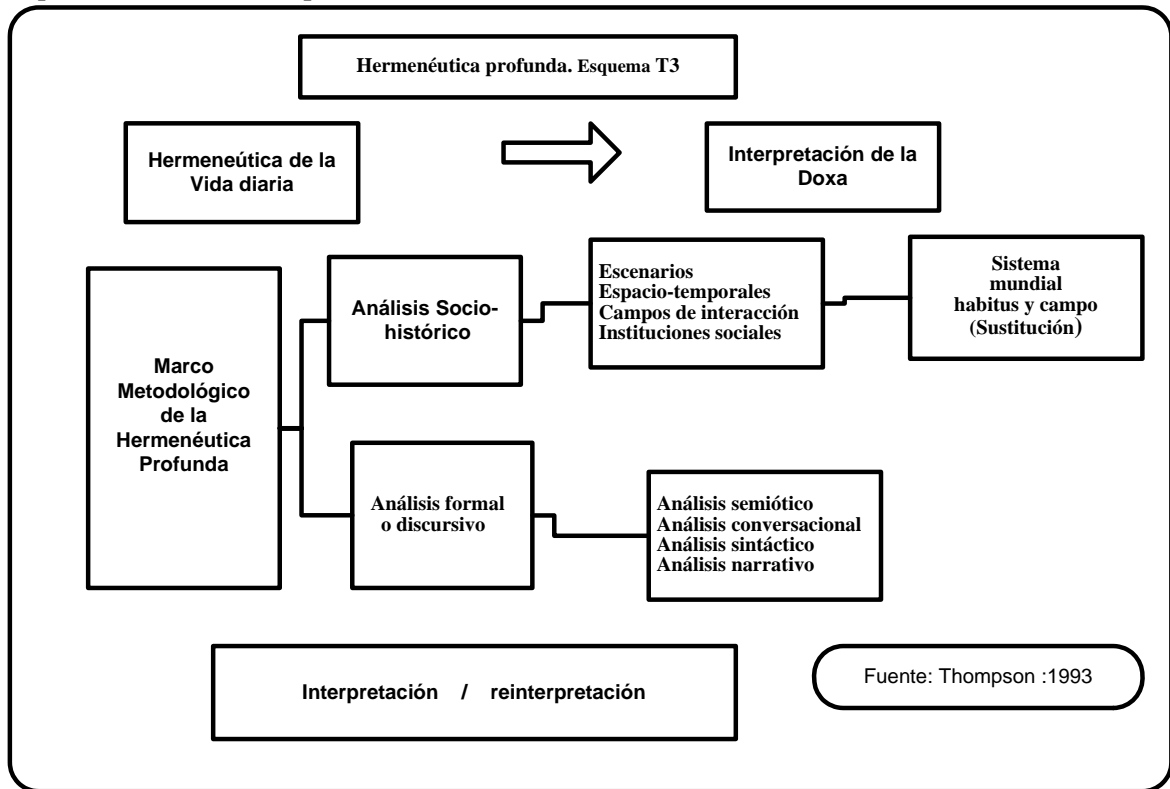 Hermenéutica profunda. Esquema T3
Hermeneútica de la
Vida diaria
Interpretación de la
Doxa
Marco
Metodológico
de la
Hermenéutica
Profunda
Análisis Socio-
histórico
Escenarios
Espacio-temporales
Campos de interacción
Instituciones sociales
Sistema
mundial
habitus y campo
(Sustitución)
Análisis formal
o discursivo
Análisis semiótico
Análisis conversacional
Análisis sintáctico
Análisis narrativo
Interpretación / reinterpretación
Fuente: Thompson :1993